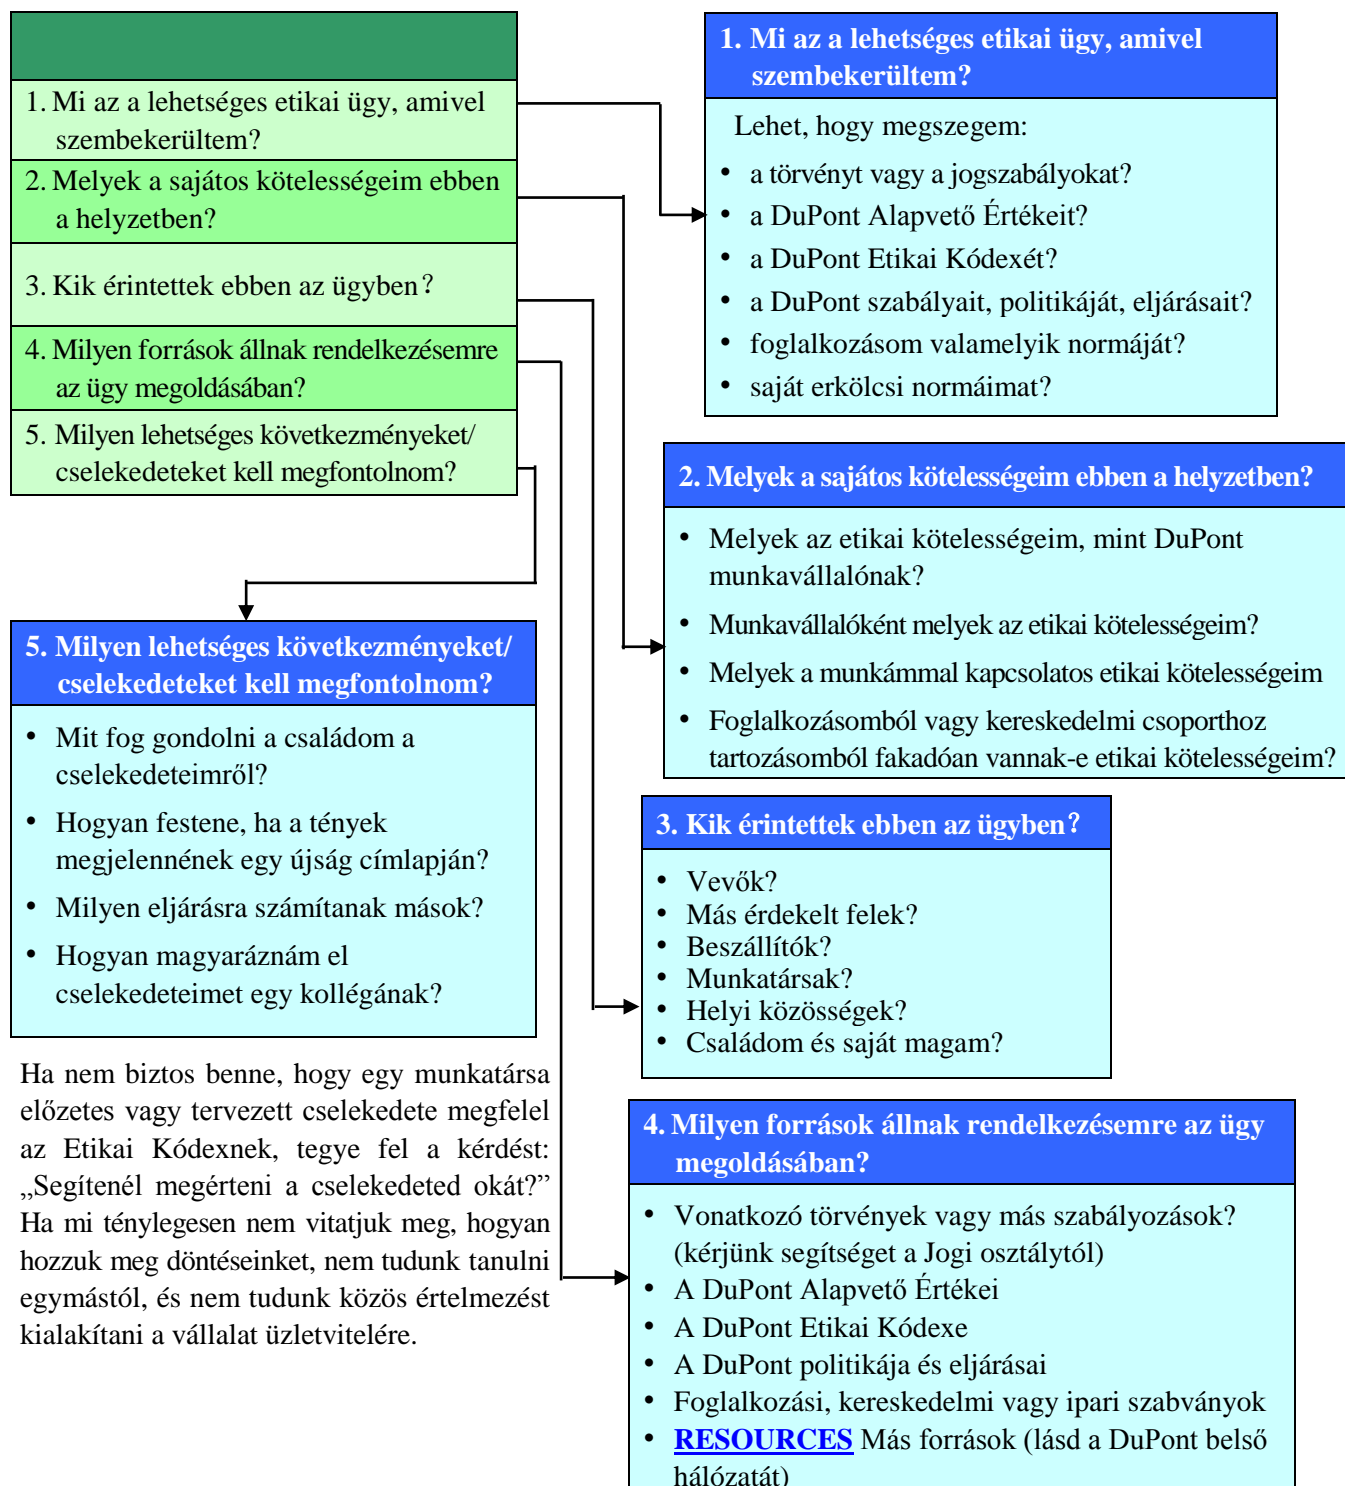 1. Mi az a lehetséges etikai ügy, amivel
szembekerültem?
2. Melyek a sajátos kötelességeim ebben
a helyzetben?
3. Kik érintettek ebben az ügyben?
4. Milyen források állnak rendelkezésemre
az ügy megoldásában?
5. Milyen lehetséges következményeket/
cselekedeteket kell megfontolnom?
1. Mi az a lehetséges etikai ügy, amivel
szembekerültem?
Lehet, hogy megszegem:
• a törvényt vagy a jogszabályokat?
• a DuPont Alapvető Értékeit?
• a DuPont Etikai Kódexét?
• a DuPont szabályait, politikáját, eljárásait?
• foglalkozásom valamelyik normáját?
• saját erkölcsi normáimat?
2. Melyek a sajátos kötelességeim ebben a helyzetben?
• Melyek az etikai kötelességeim, mint DuPont
munkavállalónak?
• Munkavállalóként melyek az etikai kötelességeim?
• Melyek a munkámmal kapcsolatos etikai kötelességeim
• Foglalkozásomból vagy kereskedelmi csoporthoz
tartozásomból fakadóan vannak-e etikai kötelességeim?
3. Kik érintettek ebben az ügyben?
• Vevők?
• Más érdekelt felek?
• Beszállítók?
• Munkatársak?
• Helyi közösségek?
• Családom és saját magam?
4. Milyen források állnak rendelkezésemre az ügy
megoldásában?
• Vonatkozó törvények vagy más szabályozások?
(kérjünk segítséget a Jogi osztálytól)
• A DuPont Alapvető Értékei
• A DuPont Etikai Kódexe
• A DuPont politikája és eljárásai
• Foglalkozási, kereskedelmi vagy ipari szabványok
• RESOURCES Más források (lásd a DuPont belső
hálózatát)
5. Milyen lehetséges következményeket/
cselekedeteket kell megfontolnom?
• Mit fog gondolni a családom a
cselekedeteimről?
• Hogyan festene, ha a tények
megjelennének egy újság címlapján?
• Milyen eljárásra számítanak mások?
• Hogyan magyaráznám el
cselekedeteimet egy kollégának?
Ha nem biztos benne, hogy egy munkatársa
előzetes vagy tervezett cselekedete megfelel
az Etikai Kódexnek, tegye fel a kérdést:
„Segítenél megérteni a cselekedeted okát?”
Ha mi ténylegesen nem vitatjuk meg, hogyan
hozzuk meg döntéseinket, nem tudunk tanulni
egymástól, és nem tudunk közös értelmezést
kialakítani a vállalat üzletvitelére.